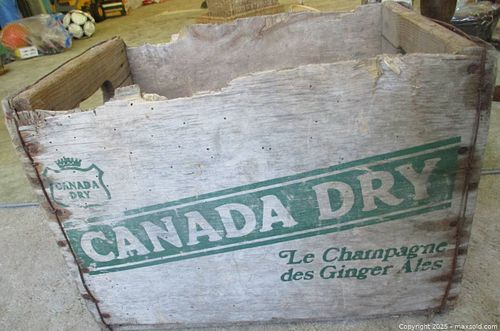 CANADA
DRY
CANADA DRY
Le Champagne
des Ginger Ales
Copyright 2025 - maxsold.com